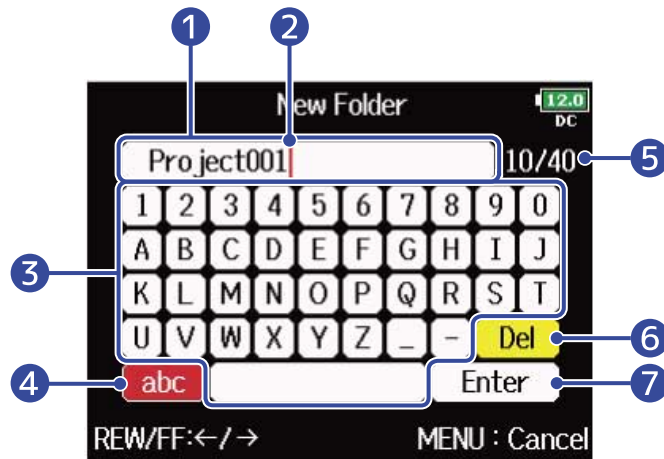 1 2
New Folder 12.0
DC
Project001 10/40 5
1 2 3 4 5 6 7 8 9 0
A B C D E F G H I J
3
K L M N O P Q R S T
U V W X Y Z _ - Del 6
4 abc Enter 7
REW/FF:←/→ MENU : Cancel